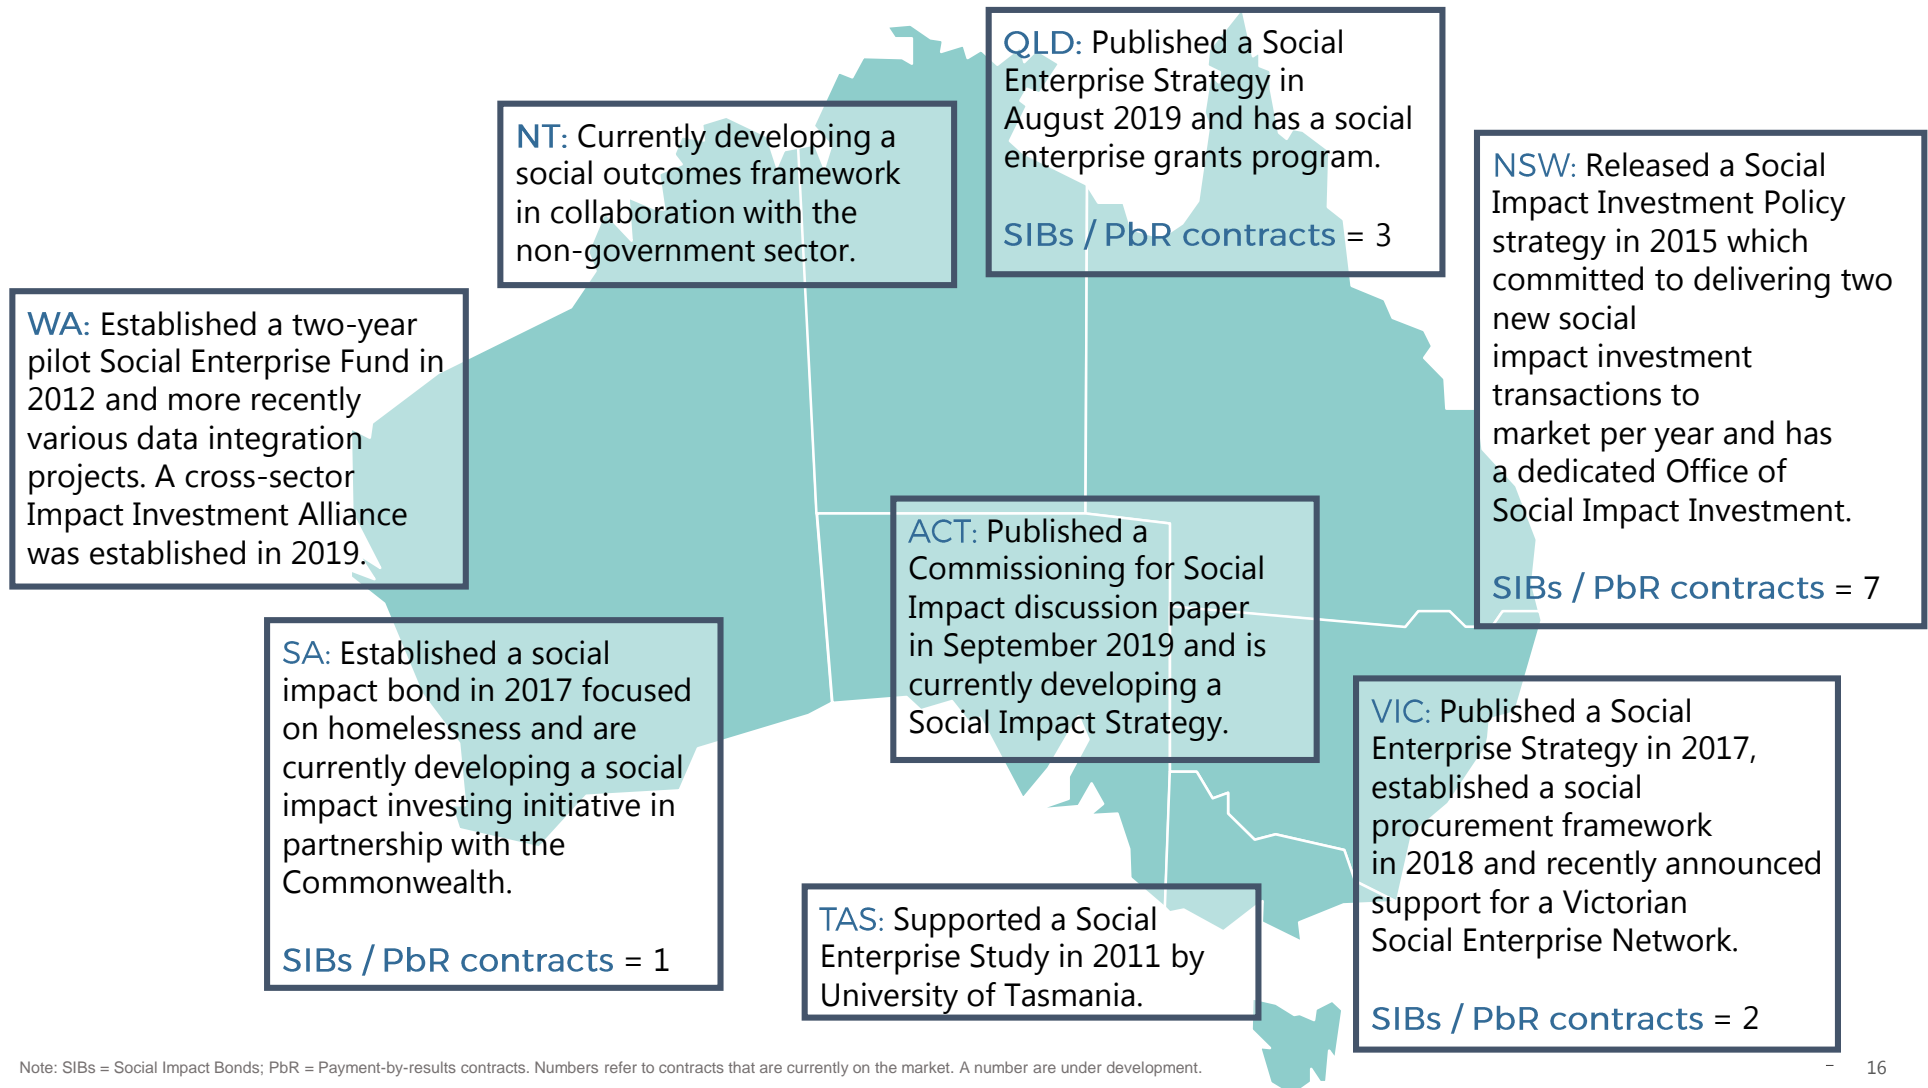 QLD: Published a Social
Enterprise Strategy in
August 2019 and has a social
enterprise grants program.
SIBs / PbR contracts = 3
NT: Currently developing a
social outcomes framework
in collaboration with the
non-government sector.
NSW: Released a Social
Impact Investment Policy
strategy in 2015 which
committed to delivering two
new social
impact investment
transactions to
market per year and has
a dedicated Office of
Social Impact Investment.
SIBs / PbR contracts = 7
WA: Established a two-year
pilot Social Enterprise Fund in
2012 and more recently
various data integration
projects. A cross-sector
Impact Investment Alliance
was established in 2019.
ACT: Published a
Commissioning for Social
Impact discussion paper
in September 2019 and is
currently developing a
Social Impact Strategy.
SA: Established a social
impact bond in 2017 focused
on homelessness and are
currently developing a social
impact investing initiative in
partnership with the
Commonwealth.
SIBs / PbR contracts = 1
VIC: Published a Social
Enterprise Strategy in 2017,
established a social
procurement framework
in 2018 and recently announced
support for a Victorian
Social Enterprise Network.
SIBs / PbR contracts = 2
TAS: Supported a Social
Enterprise Study in 2011 by
University of Tasmania.
Note: SIBs = Social Impact Bonds; PbR = Payment-by-results contracts. Numbers refer to contracts that are currently on the market. A number are under development.
– 16